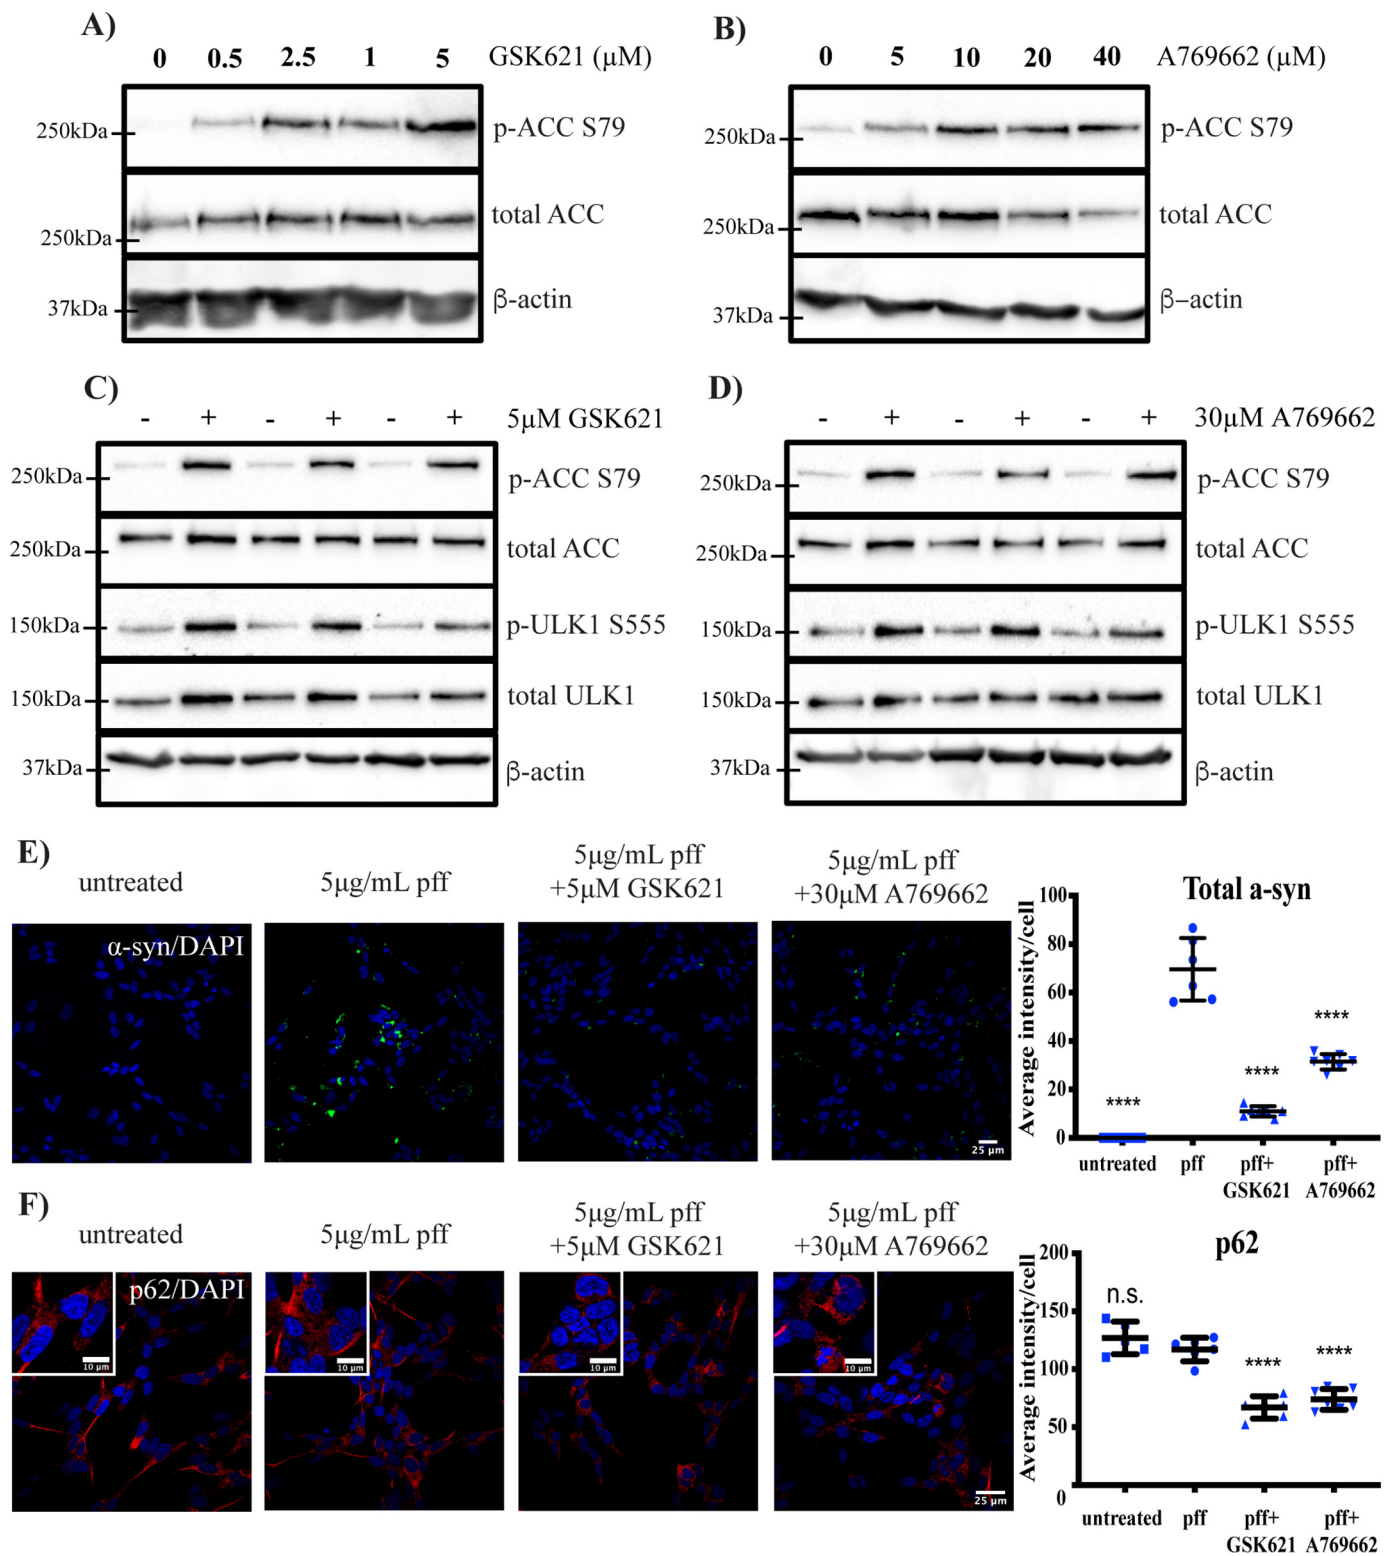 A)
0 0.5 2.5 1 5 GSK621 (μM)
250kDa p-ACC S79
250kDa total ACC
37kDa β-actin
B)
0 5 10 20 40 A769662 (μM)
250kDa p-ACC S79
250kDa total ACC
37kDa β–actin
C)
- + - + - + 5μM GSK621
250kDa p-ACC S79
250kDa total ACC
150kDa p-ULK1 S555
150kDa total ULK1
37kDa β-actin
D)
- + - + - + 30μM A769662
250kDa p-ACC S79
250kDa total ACC
150kDa p-ULK1 S555
150kDa total ULK1
37kDa β-actin
E)
untreated
5μg/mL pff
5μg/mL pff
+5μM GSK621
5μg/mL pff
+30μM A769662
α-syn/DAPI
25 μm
Total a-syn
Average intensity/cell
100
80
60
40
20
0
****
****
****
untreated
pff
pff+
GSK621
pff+
A769662
F)
untreated
5μg/mL pff
5μg/mL pff
+5μM GSK621
5μg/mL pff
+30μM A769662
p62/DAPI
10 μm
10 μm
10 μm
10 μm
25 μm
p62
Average intensity/cell
200
150
100
50
0
n.s.
****
****
untreated
pff
pff+
GSK621
pff+
A769662